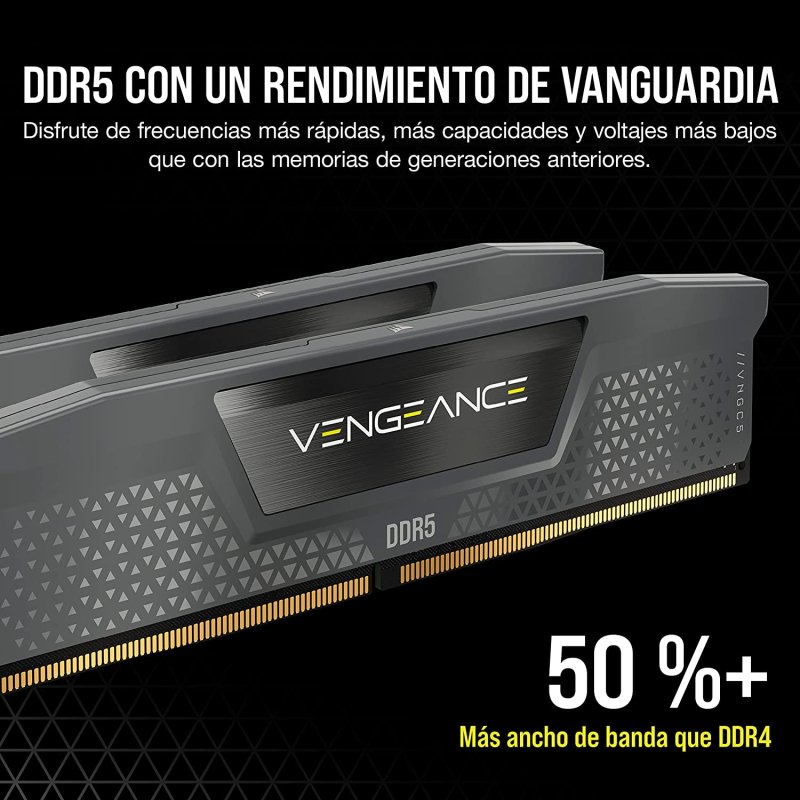 DDR5 CON UN RENDIMIENTO DE VANGUARDIA
Disfrute de frecuencias más rápidas, más capacidades y voltajes más bajos
que con las memorias de generaciones anteriores.
VENGEANCE
//VNGC5
DDR5
50 %+
Más ancho de banda que DDR4